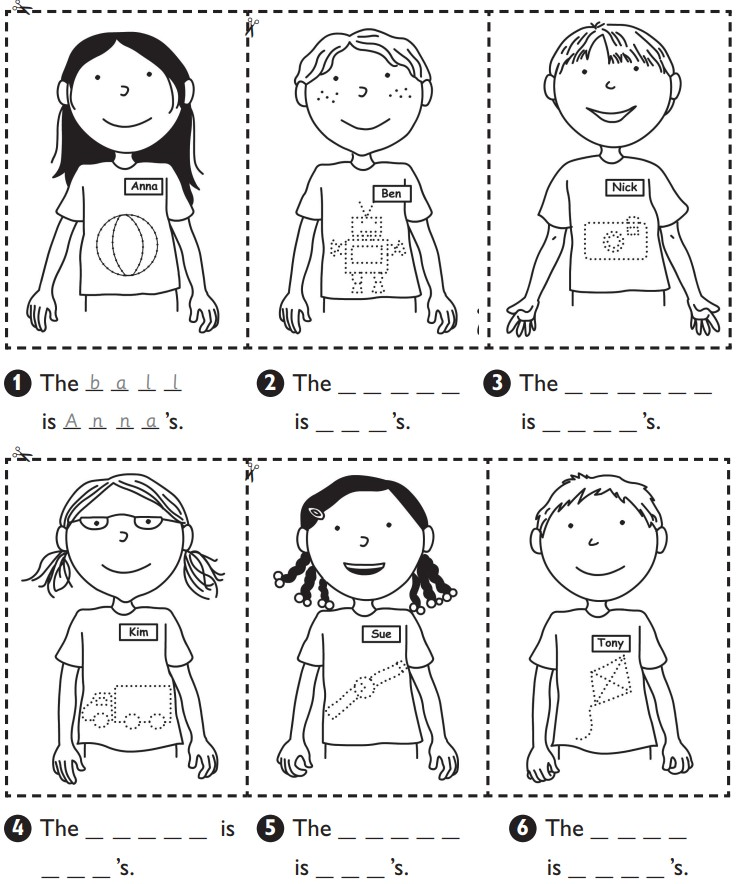 Anna
Ben
Nick
1 The b a l l
is A n n a 's.
2 The _ _ _ _ _
is _ _ _ 's.
3 The _ _ _ _ _ _
is _ _ _ _ 's.
Kim
Sue
Tony
4 The _ _ _ _ _ is
_ _ _ 's.
5 The _ _ _ _ _
is _ _ _ 's.
6 The _ _ _ _
is _ _ _ _ 's.